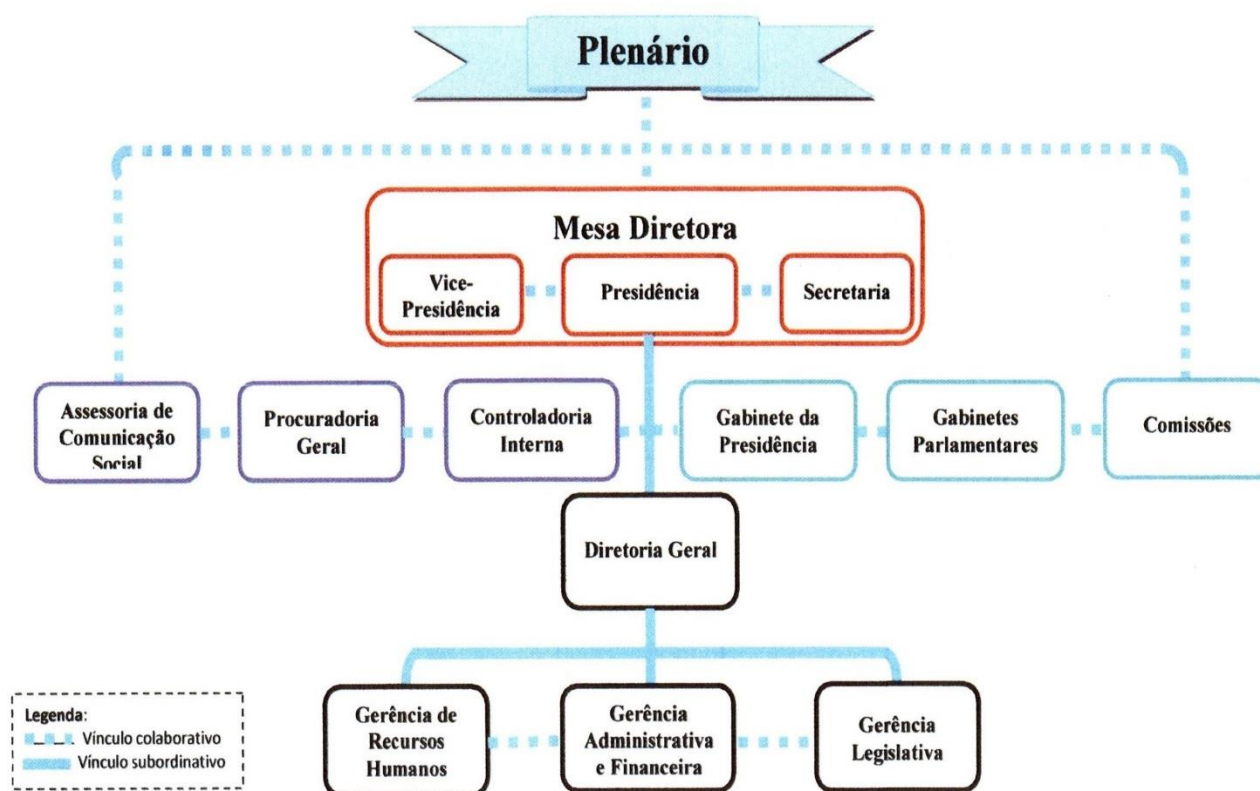 Plenário
Mesa Diretora
Vice-
Presidência
Presidência
Secretaria
Assessoria de
Comunicação
Social
Procuradoria
Geral
Controladoria
Interna
Gabinete da
Presidência
Gabinetes
Parlamentares
Comissões
Diretoria Geral
Gerência de
Recursos
Humanos
Gerência
Administrativa
e Financeira
Gerência
Legislativa
Legenda:
Vínculo colaborativo
Vínculo subordinativo